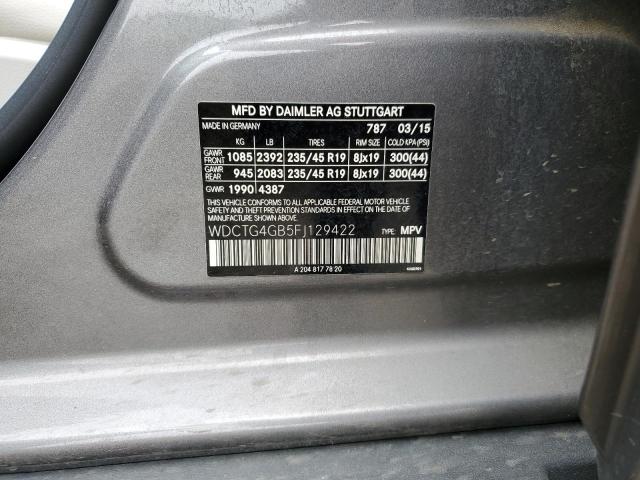 MFD BY DAIMLER AG STUTTGART
MADE IN GERMANY 787 03/15
KG LB TIRES RIM SIZE COLD KPA (PSI)
GAWR FRONT 1085 2392 235/45 R19 8Jx19 300(44)
GAWR REAR 945 2083 235/45 R19 8Jx19 300(44)
GVWR 1990 4387
THIS VEHICLE CONFORMS TO ALL APPLICABLE FEDERAL MOTOR VEHICLE
SAFETY AND THEFT PREVENTION STANDARDS IN EFFECT ON THE
DATE OF MANUFACTURE SHOWN ABOVE.
WDCTG4GB5FJ129422 TYPE: MPV
A 204 817 78 20